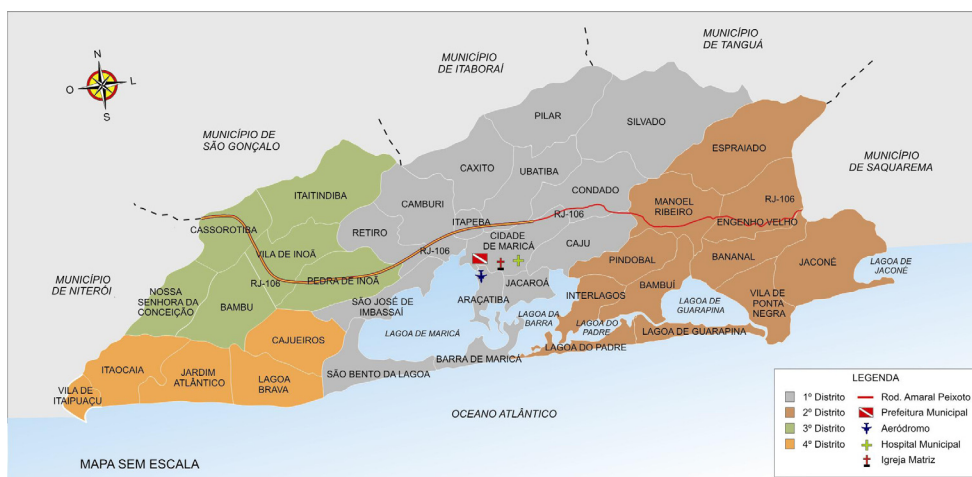 MUNICÍPIO
DE TANGUÁ
MUNICÍPIO
DE ITABORAÍ
N
O
L
S
MUNICÍPIO DE
SÃO GONÇALO
MUNICÍPIO
DE SAQUAREMA
MUNICÍPIO
DE NITERÓI
PILAR
SILVADO
ESPRAIADO
CAXITO
UBATIBA
ITAITINDIBA
CONDADO
CAMBURI
MANOEL
RIBEIRO
RJ-106
ITAPEBA
RJ-106
ENGENHO VELHO
CASSOROTIBA
RETIRO
CIDADE
DE MARICÁ
CAJU
RJ-106
VILA DE INOÃ
PINDOBAL
BANANAL
JACONÉ
LAGOA DE
JACONÉ
RJ-106
PEDRA DE INOÃ
JACAROÁ
INTERLAGOS
BAMBUÍ
NOSSA
SENHORA DA
CONCEIÇÃO
BAMBU
SÃO JOSÉ DE
IMBASSAÍ
ARAÇATIBA
LAGOA DE
GUARAPINA
VILA DE
PONTA
NEGRA
LAGOA DA
BARRA
LAGOA DO
PADRE
LAGOA DE MARICÁ
LAGOA DE GUARAPINA
CAJUEIROS
LAGOA DO PADRE
BARRA DE MARICÁ
ITAOCAIA
JARDIM
ATLÂNTICO
LAGOA
BRAVA
SÃO BENTO DA LAGOA
VILA DE
ITAIPUAÇU
OCEANO ATLÂNTICO
MAPA SEM ESCALA
LEGENDA
1º Distrito
2º Distrito
3º Distrito
4º Distrito
Rod. Amaral Peixoto
Prefeitura Municipal
Aeródromo
Hospital Municipal
Igreja Matriz